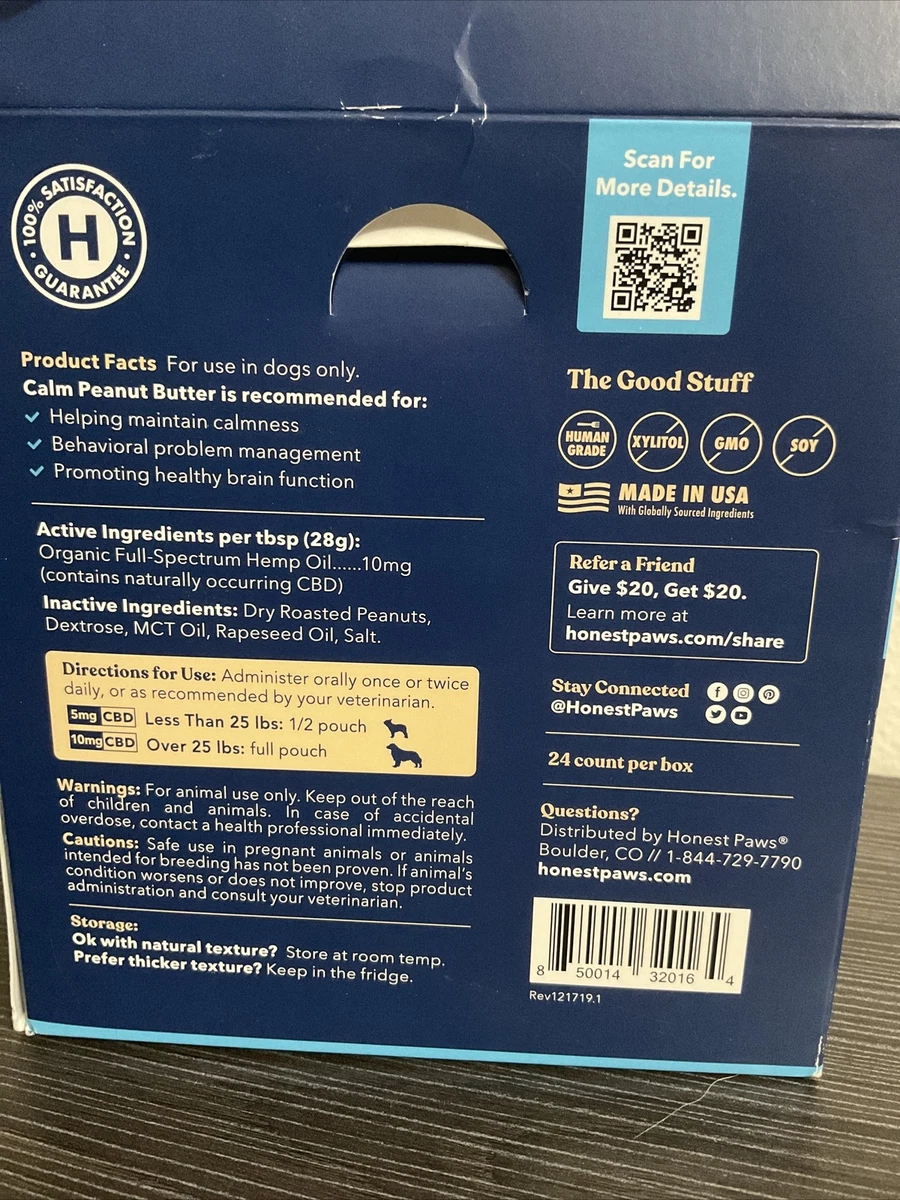 100% SATISFACTION
H
GUARANTEE
Scan For
More Details.
Product Facts For use in dogs only.
Calm Peanut Butter is recommended for:
Helping maintain calmness
Behavioral problem management
Promoting healthy brain function
Active Ingredients per tbsp (28g):
Organic Full-Spectrum Hemp Oil......10mg
(contains naturally occurring CBD)
Inactive Ingredients: Dry Roasted Peanuts,
Dextrose, MCT Oil, Rapeseed Oil, Salt.
Directions for Use: Administer orally once or twice
daily, or as recommended by your veterinarian.
5mg CBD Less Than 25 lbs: 1/2 pouch
10mg CBD Over 25 lbs: full pouch
Warnings: For animal use only. Keep out of the reach
of children and animals. In case of accidental
overdose, contact a health professional immediately.
Cautions: Safe use in pregnant animals or animals
intended for breeding has not been proven. If animal's
condition worsens or does not improve, stop product
administration and consult your veterinarian.
Storage:
Ok with natural texture? Store at room temp.
Prefer thicker texture? Keep in the fridge.
The Good Stuff
HUMAN
GRADE
XYLITOL
GMO
SOY
MADE IN USA
With Globally Sourced Ingredients
Refer a Friend
Give $20, Get $20.
Learn more at
honestpaws.com/share
Stay Connected
@HonestPaws
24 count per box
Questions?
Distributed by Honest Paws®
Boulder, CO // 1-844-729-7790
honestpaws.com
8 50014 32016 4
Rev121719.1